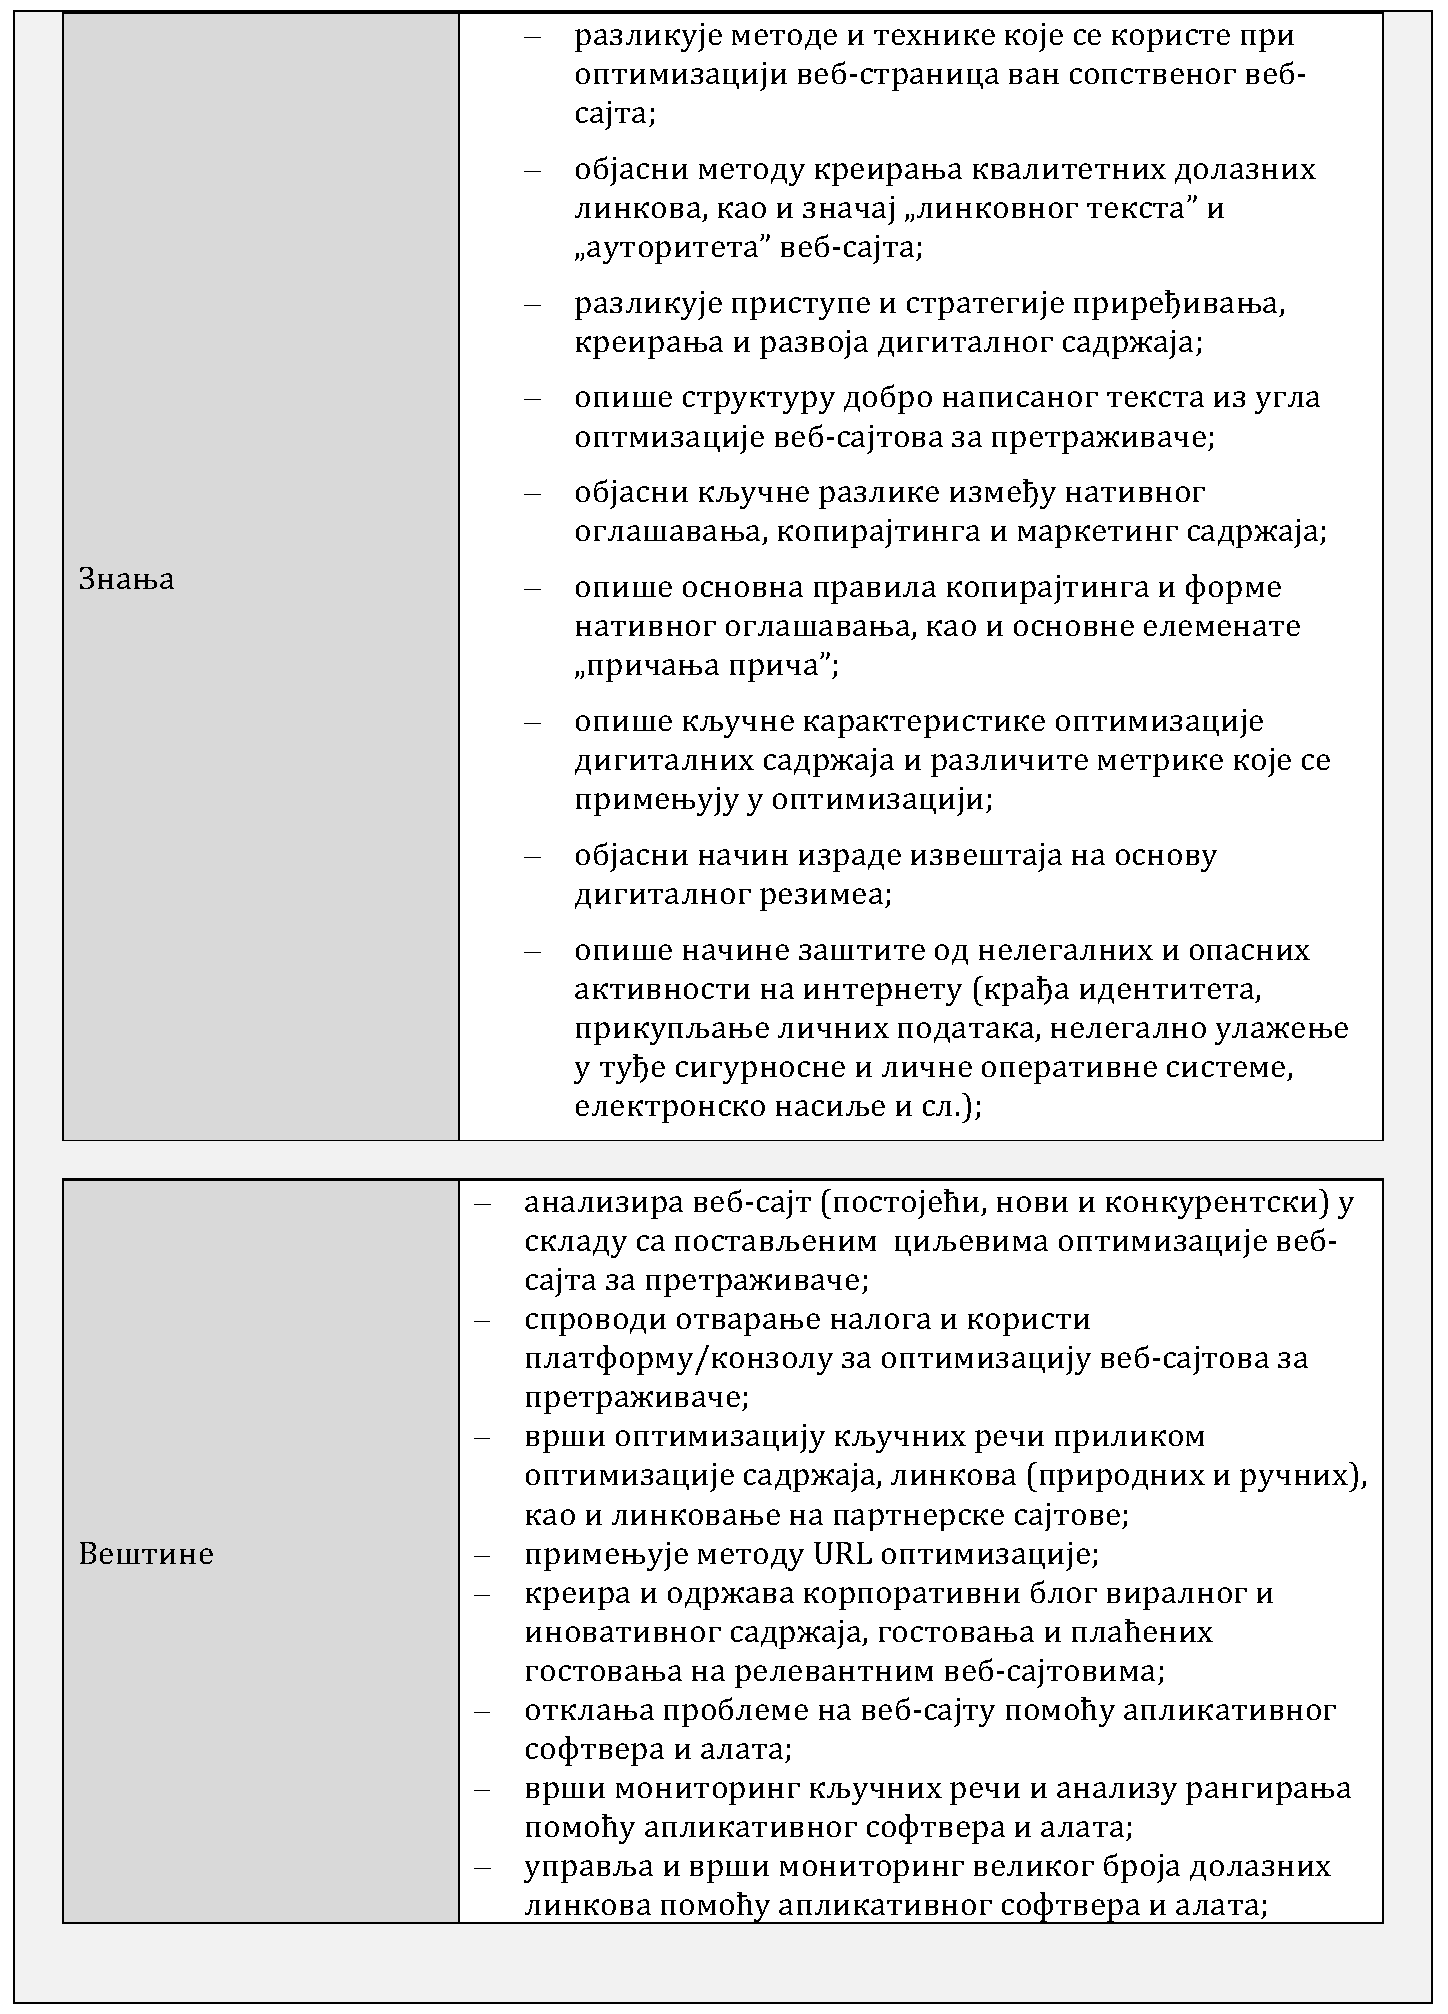 – разликује методе и технике које се користе при
оптимизацији веб-страница ван сопственог веб-
сајта;
– објасни методу креирања квалитетних долазних
линкова, као и значај „линковног текста” и
„ауторитета” веб-сајта;
– разликује приступе и стратегије приређивања,
креирања и развоја дигиталног садржаја;
– опише структуру добро написаног текста из угла
оптмизације веб-сајтова за претраживаче;
– објасни кључне разлике између нативног
оглашавања, копирајтинга и маркетинг садржаја;
Знања
– опише основна правила копирајтинга и форме
нативног оглашавања, као и основне елеменате
„причања прича”;
– опише кључне карактеристике оптимизације
дигиталних садржаја и различите метрике које се
примењују у оптимизацији;
– објасни начин израде извештаја на основу
дигиталног резимеа;
– опише начине заштите од нелегалних и опасних
активности на интернету (крађа идентитета,
прикупљање личних података, нелегално улажење
у туђе сигурносне и личне оперативне системе,
електронско насиље и сл.);
– анализира веб-сајт (постојећи, нови и конкурентски) у
складу са постављеним циљевима оптимизације веб-
сајта за претраживаче;
– спроводи отварање налога и користи
платформу/конзолу за оптимизацију веб-сајтова за
претраживаче;
– врши оптимизацију кључних речи приликом
оптимизације садржаја, линкова (природних и ручних),
као и линковање на партнерске сајтове;
Вештине
– примењује методу URL оптимизације;
– креира и одржава корпоративни блог виралног и
иновативног садржаја, гостовања и плаћених
гостовања на релевантним веб-сајтовима;
– отклања проблеме на веб-сајту помоћу апликативног
софтвера и алата;
– врши мониторинг кључних речи и анализу рангирања
помоћу апликативног софтвера и алата;
– управља и врши мониторинг великог броја долазних
линкова помоћу апликативног софтвера и алата;